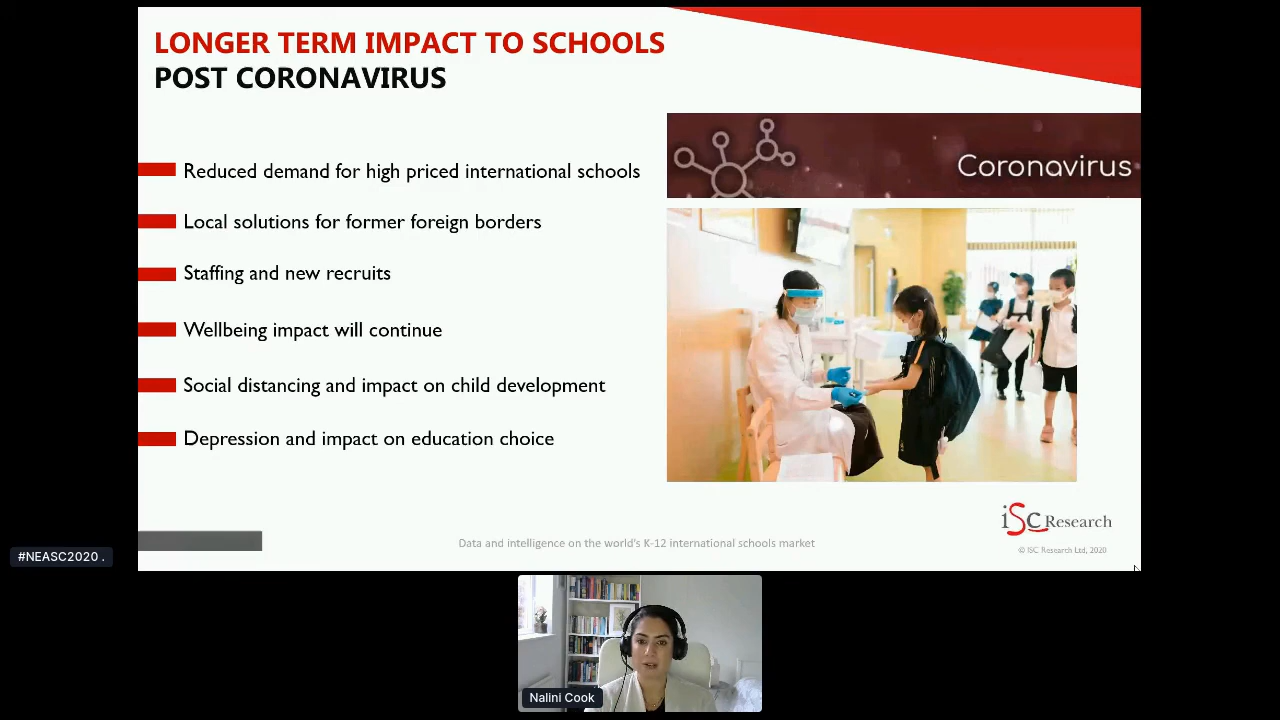 LONGER TERM IMPACT TO SCHOOLS
POST CORONAVIRUS
Coronavirus
Reduced demand for high priced international schools
Local solutions for former foreign borders
Staffing and new recruits
Wellbeing impact will continue
Social distancing and impact on child development
Depression and impact on education choice
iSC Research
Data and intelligence on the world's K-12 international schools market
© ISC Research Ltd, 2020
#NEASC2020 .
Nalini Cook